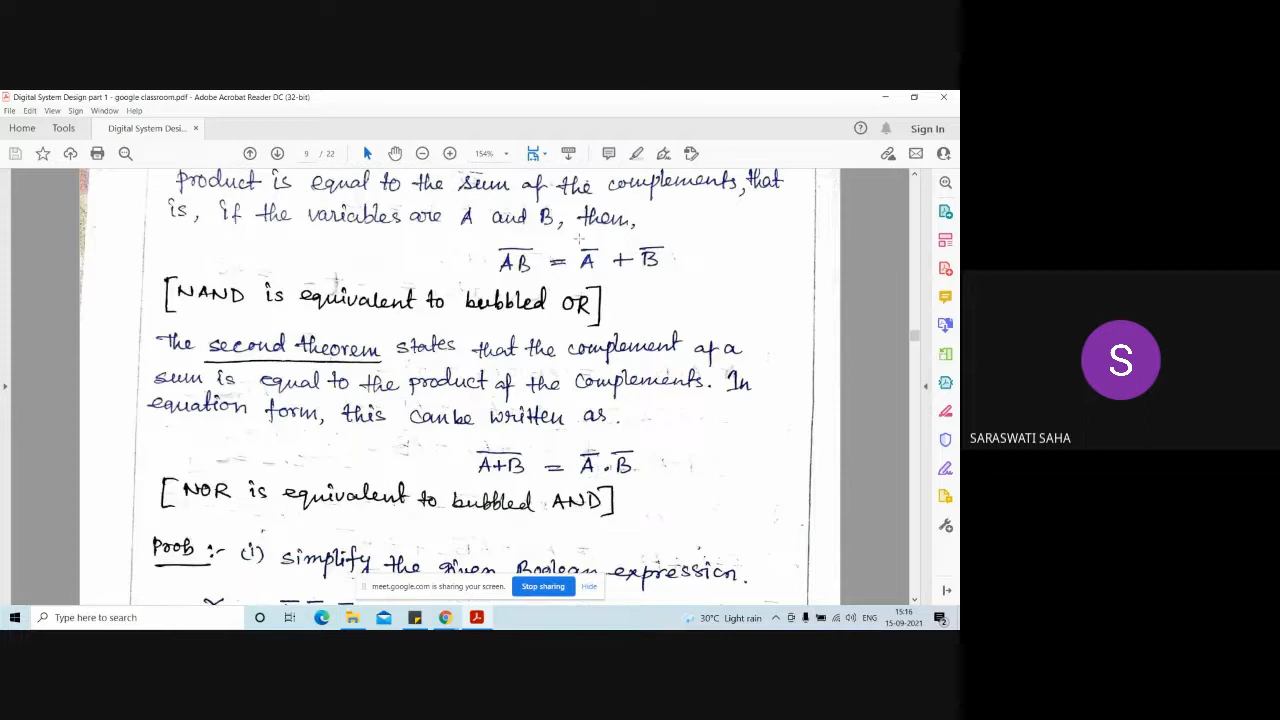 Digital System Design part 1 - google classroom.pdf - Adobe Acrobat Reader DC (32-bit)
File Edit View Sign Window Help
Home Tools Digital System Desi... × Sign In
9 / 22 154%
product is equal to the sum of the complements, that
is, if the variables are A and B, then,
A̅B̅ = A̅ + B̅
[NAND is equivalent to bubbled OR]
The second theorem states that the complement of a
sum is equal to the product of the complements. In
equation form, this can be written as.
A̅+̅B̅ = A̅ . B̅
[NOR is equivalent to bubbled AND]
Prob :- (i) simplify the given Boolean expression.
meet.google.com is sharing your screen. Stop sharing Hide
Type here to search
30°C Light rain ENG 15:16
15-09-2021 2
S
SARASWATI SAHA